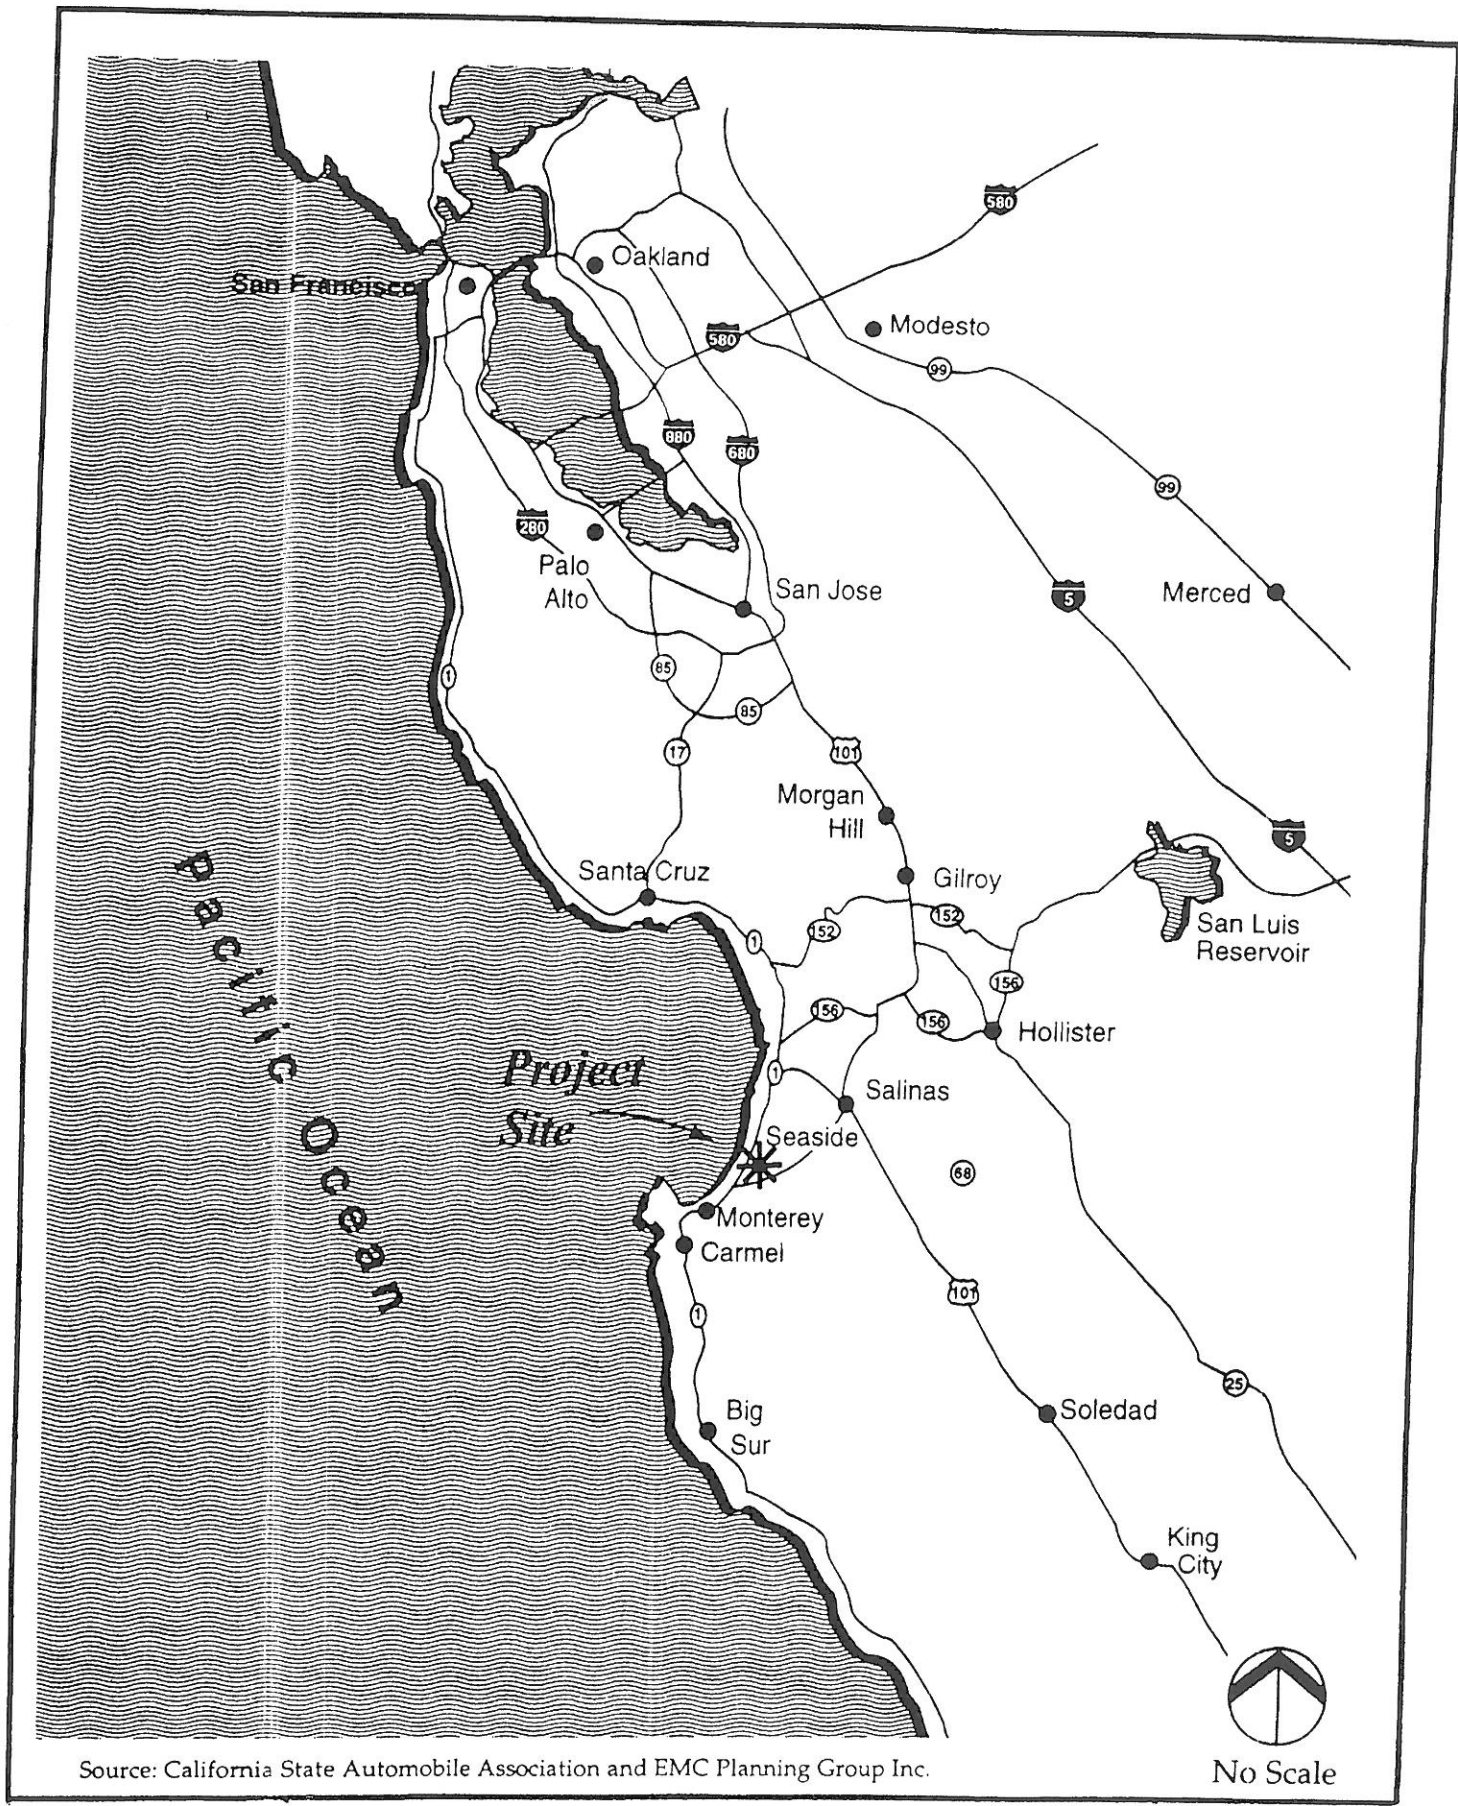 580
Oakland
San Francisco
Modesto
580
99
880
680
99
280
Palo
Alto
San Jose
5
Merced
1
85
85
17
101
Morgan
Hill
5
Santa Cruz
Gilroy
152
152
1
San Luis
Reservoir
156
156
156
Hollister
Pacific Ocean
Project
Site
1
Salinas
Seaside
68
Monterey
Carmel
101
1
25
Big
Sur
Soledad
King
City
Source: California State Automobile Association and EMC Planning Group Inc.
No Scale